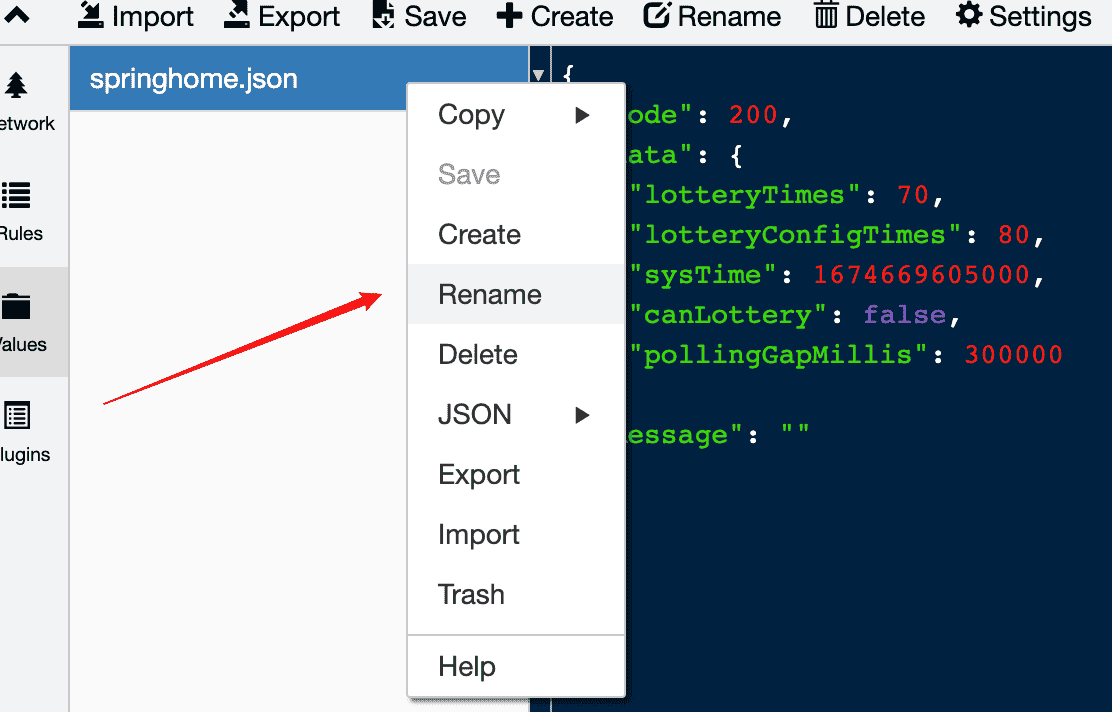 Import Export Save Create Rename Delete Settings
springhome.json
etwork
Rules
alues
lugins
Copy
Save
Create
Rename
Delete
JSON
Export
Import
Trash
Help
{
ode": 200,
ata": {
"lotteryTimes": 70,
"lotteryConfigTimes": 80,
"sysTime": 1674669605000,
"canLottery": false,
"pollingGapMillis": 300000
essage": ""